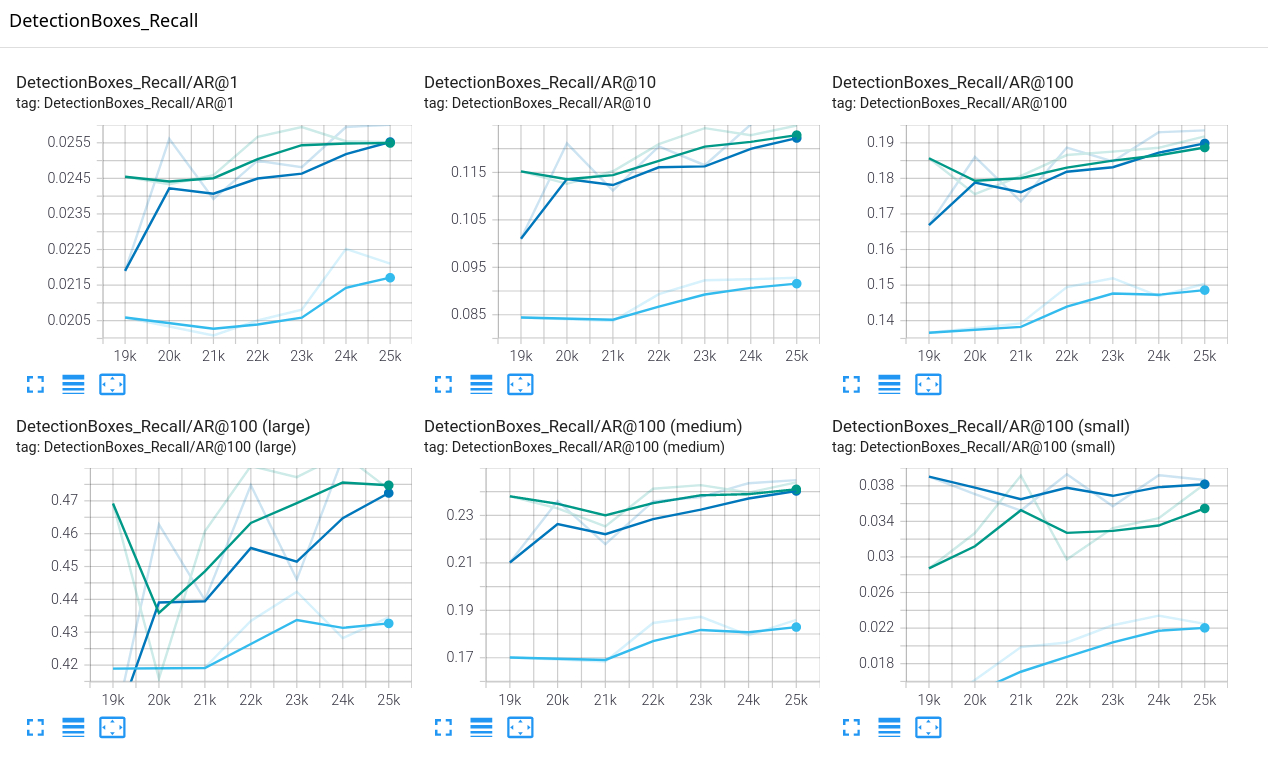 DetectionBoxes_Recall
DetectionBoxes_Recall/AR@1
tag: DetectionBoxes_Recall/AR@1
0.0255
0.0245
0.0235
0.0225
0.0215
0.0205
19k 20k 21k 22k 23k 24k 25k
DetectionBoxes_Recall/AR@10
tag: DetectionBoxes_Recall/AR@10
0.115
0.105
0.095
0.085
19k 20k 21k 22k 23k 24k 25k
DetectionBoxes_Recall/AR@100
tag: DetectionBoxes_Recall/AR@100
0.19
0.18
0.17
0.16
0.15
0.14
19k 20k 21k 22k 23k 24k 25k
DetectionBoxes_Recall/AR@100 (large)
tag: DetectionBoxes_Recall/AR@100 (large)
0.47
0.46
0.45
0.44
0.43
0.42
19k 20k 21k 22k 23k 24k 25k
DetectionBoxes_Recall/AR@100 (medium)
tag: DetectionBoxes_Recall/AR@100 (medium)
0.23
0.21
0.19
0.17
19k 20k 21k 22k 23k 24k 25k
DetectionBoxes_Recall/AR@100 (small)
tag: DetectionBoxes_Recall/AR@100 (small)
0.038
0.034
0.03
0.026
0.022
0.018
19k 20k 21k 22k 23k 24k 25k